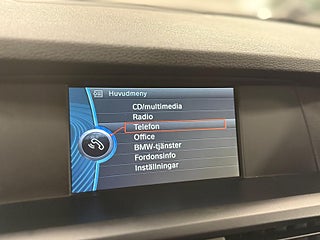 Huvudmeny
CD/multimedia
Radio
Telefon
Office
BMW-tjänster
Fordonsinfo
Inställningar